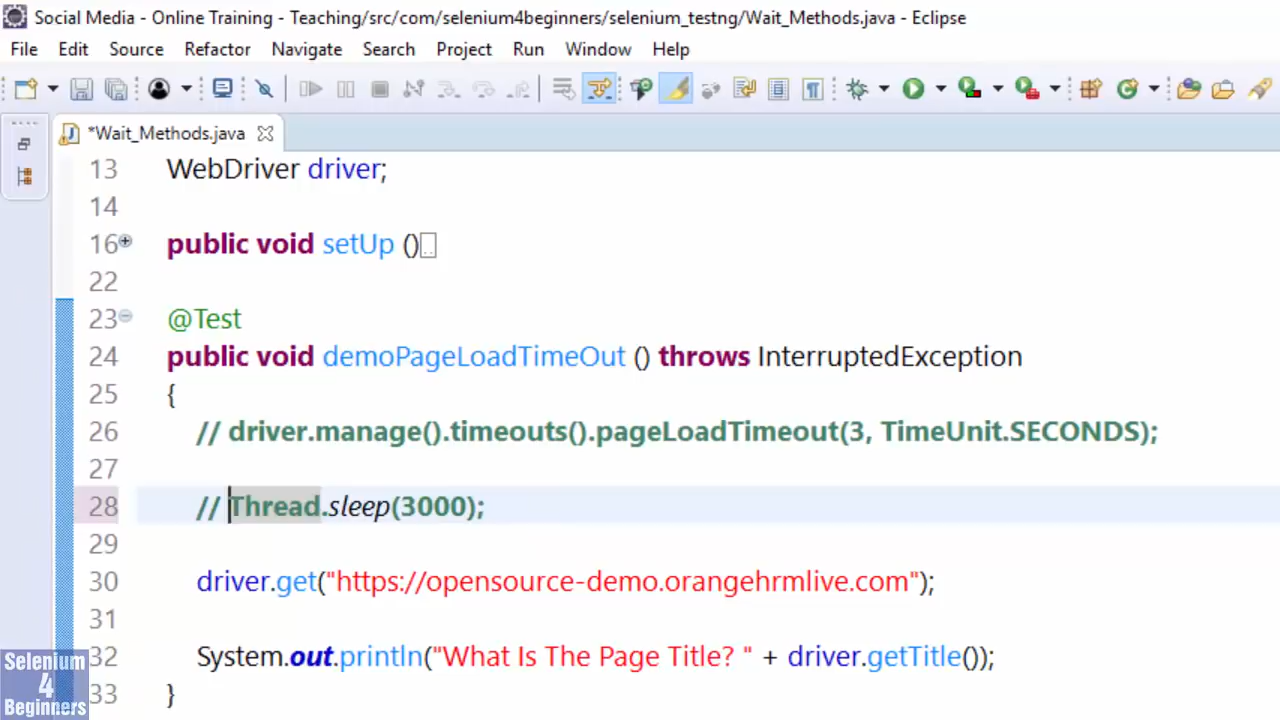 Social Media - Online Training - Teaching/src/com/selenium4beginners/selenium_testng/Wait_Methods.java - Eclipse
File Edit Source Refactor Navigate Search Project Run Window Help
*Wait_Methods.java
13 WebDriver driver;
14
16 public void setUp ()
22
23 @Test
24 public void demoPageLoadTimeOut () throws InterruptedException
25 {
26 // driver.manage().timeouts().pageLoadTimeout(3, TimeUnit.SECONDS);
27
28 // Thread.sleep(3000);
29
30 driver.get("https://opensource-demo.orangehrmlive.com");
31
32 System.out.println("What Is The Page Title? " + driver.getTitle());
33 }
Selenium
4
Beginners